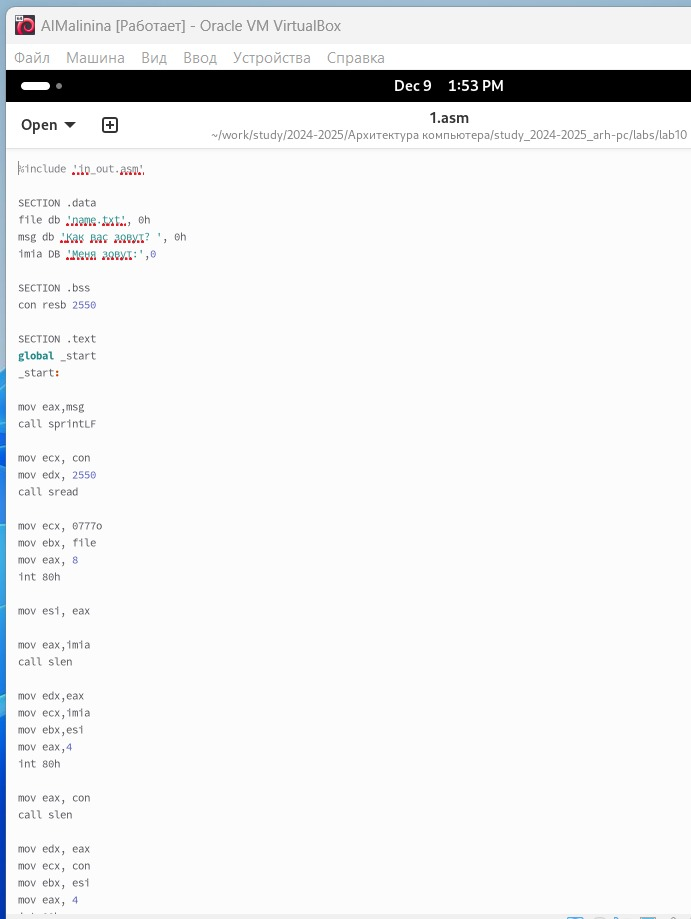 AIMalinina [Работает] - Oracle VM VirtualBox
Файл Машина Вид Ввод Устройства Справка
Dec 9 1:53 PM
Open
1.asm
~/work/study/2024-2025/Архитектура компьютера/study_2024-2025_arh-pc/labs/lab10
%include 'in_out.asm'
SECTION .data
file db 'name.txt', 0h
msg db 'Как вас зовут? ', 0h
imia DB 'Меня зовут:',0
SECTION .bss
con resb 2550
SECTION .text
global _start
_start:
mov eax,msg
call sprintLF
mov ecx, con
mov edx, 2550
call sread
mov ecx, 0777o
mov ebx, file
mov eax, 8
int 80h
mov esi, eax
mov eax,imia
call slen
mov edx,eax
mov ecx,imia
mov ebx,esi
mov eax,4
int 80h
mov eax, con
call slen
mov edx, eax
mov ecx, con
mov ebx, esi
mov eax, 4